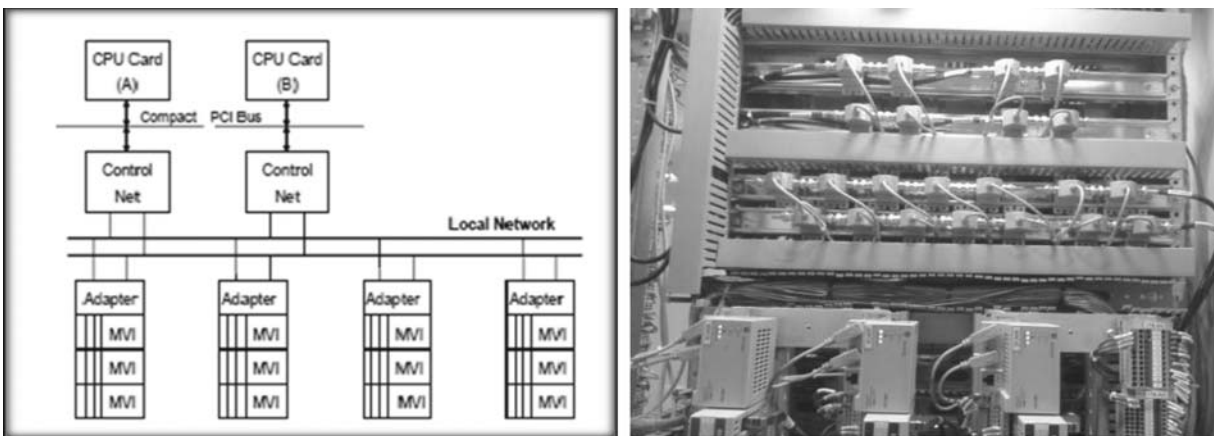 CPU Card
(A)
CPU Card
(B)
Compact PCI Bus
Control
Net
Control
Net
Local Network
Adapter
MVI
MVI
MVI
Adapter
MVI
MVI
MVI
Adapter
MVI
MVI
MVI
Adapter
MVI
MVI
MVI